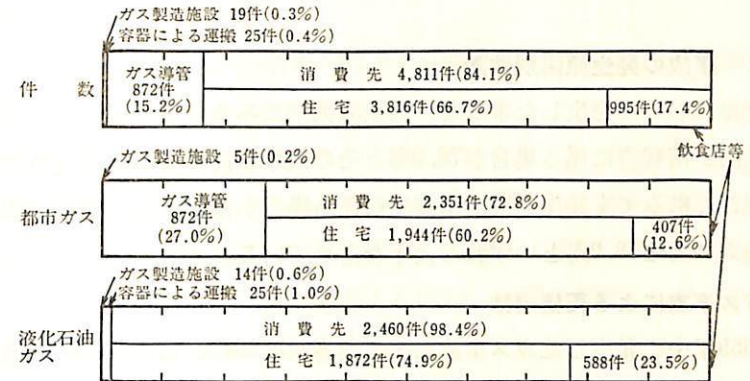 ガス製造施設 19件(0.3%)
容器による運搬 25件(0.4%)
件数
ガス導管
872件
(15.2%)
消費先 4,811件(84.1%)
住宅 3,816件(66.7%)
995件(17.4%)
飲食店等
ガス製造施設 5件(0.2%)
都市ガス
ガス導管
872件
(27.0%)
消費先 2,351件(72.8%)
住宅 1,944件(60.2%)
407件
(12.6%)
ガス製造施設 14件(0.6%)
容器による運搬 25件(1.0%)
液化石油
ガス
消費先 2,460件(98.4%)
住宅 1,872件(74.9%)
588件(23.5%)